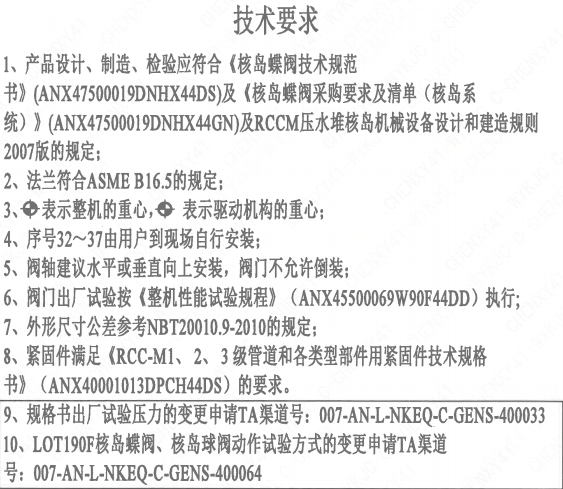 技术要求
1、产品设计、制造、检验应符合《核岛蝶阀技术规范
书》(ANX47500019DNHX44DS)及《核岛蝶阀采购要求及清单（核岛系
统）》(ANX47500019DNHX44GN)及RCCM压水堆核岛机械设备设计和建造规则
2007版的规定；
2、法兰符合ASME B16.5的规定；
3、表示整机的重心， 表示驱动机构的重心；
4、序号32～37由用户到现场自行安装；
5、阀轴建议水平或垂直向上安装，阀门不允许倒装；
6、阀门出厂试验按《整机性能试验规程》（ANX45500069W90F44DD）执行；
7、外形尺寸公差参考NBT20010.9-2010的规定；
8、紧固件满足《RCC-M1、2、3级管道和各类型部件用紧固件技术规格
书》（ANX40001013DPCH44DS）的要求。
9、规格书出厂试验压力的变更申请TA渠道号：007-AN-L-NKEQ-C-GENS-400033
10、LOT190F核岛蝶阀、核岛球阀动作试验方式的变更申请TA渠道
号：007-AN-L-NKEQ-C-GENS-400064